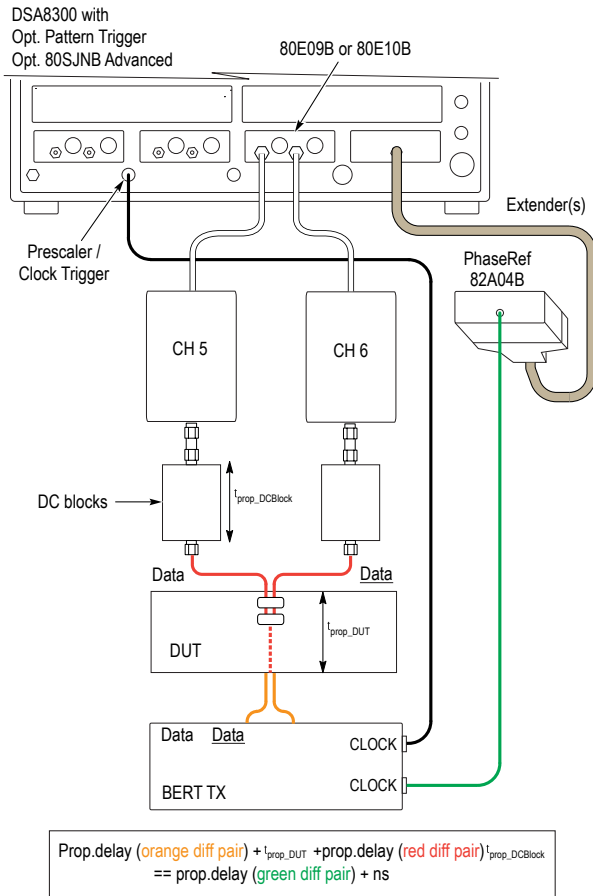 DSA8300 with
Opt. Pattern Trigger
Opt. 80SJNB Advanced
80E09B or 80E10B
Extender(s)
Prescaler /
Clock Trigger
PhaseRef
82A04B
CH 5
CH 6
DC blocks
tprop_DCBlock
Data
Data
tprop_DUT
DUT
Data Data
CLOCK
CLOCK
BERT TX
Prop.delay (orange diff pair) + tprop_DUT +prop.delay (red diff pair) tprop_DCBlock
== prop.delay (green diff pair) + ns